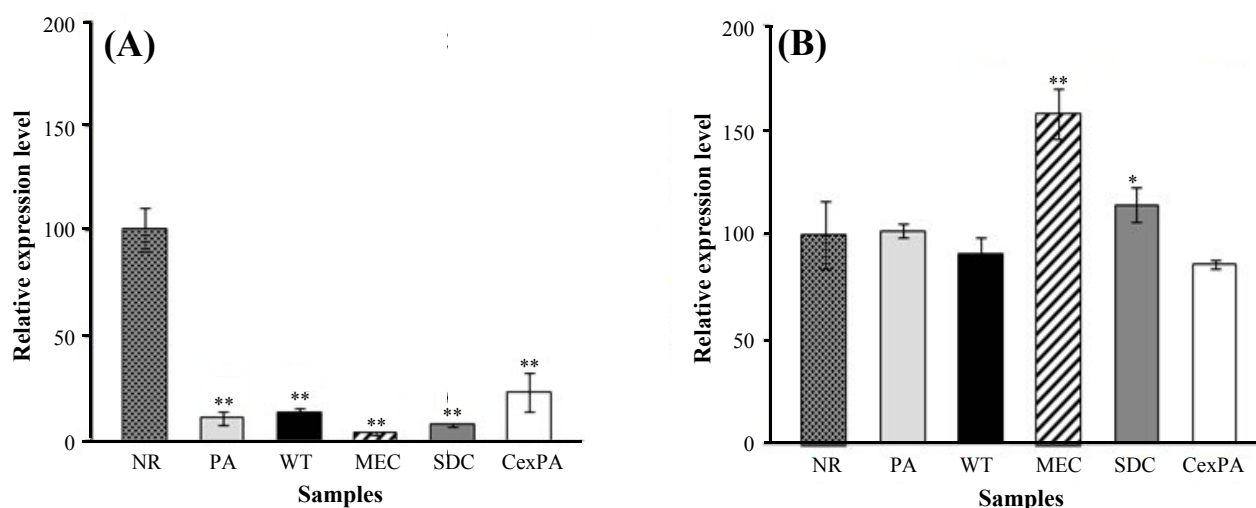 (A)
Relative expression level
200
150
100
50
0
** ** ** ** **
NR PA WT MEC SDC CexPA
Samples
(B)
Relative expression level
200
150
100
50
0
** *
NR PA WT MEC SDC CexPA
Samples